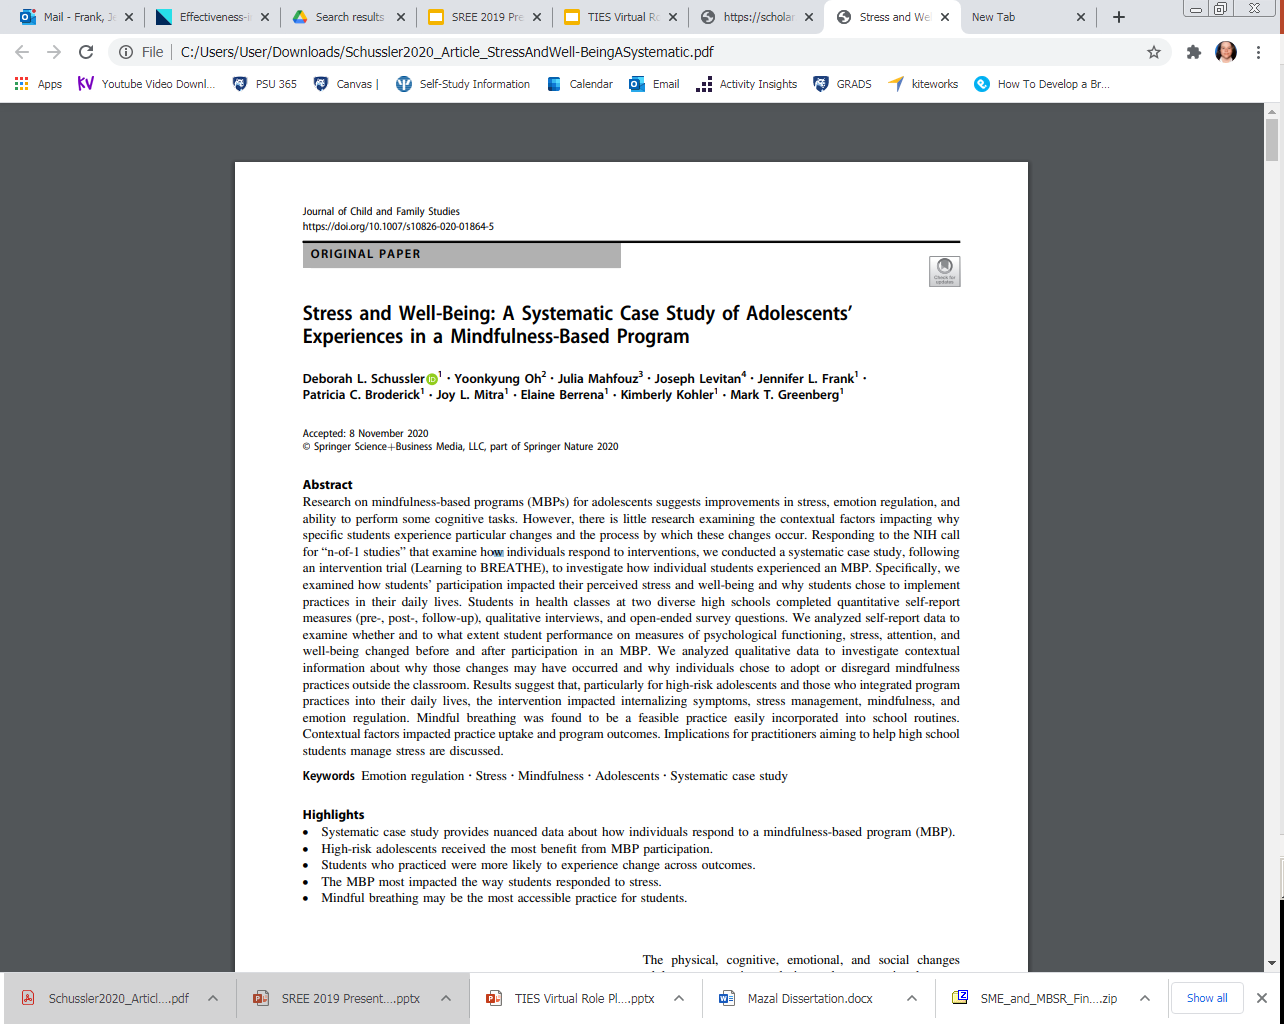 Mail - Frank, J
Effectiveness-i
Search results
SREE 2019 Pre
TIES Virtual Ro
https://schola
Stress and We
New Tab
File
C:/Users/User/Downloads/Schussler2020_Article_StressAndWell-BeingASystematic.pdf
Apps
Youtube Video Downl...
PSU 365
Canvas |
Self-Study Information
Calendar
Email
Activity Insights
GRADS
kiteworks
How To Develop a Br...
Journal of Child and Family Studies
https://doi.org/10.1007/s10826-020-01864-5
ORIGINAL PAPER
Check for
updates
Stress and Well-Being: A Systematic Case Study of Adolescents’
Experiences in a Mindfulness-Based Program
Deborah L. Schussler iD 1 · Yoonkyung Oh2 · Julia Mahfouz3 · Joseph Levitan4 · Jennifer L. Frank1 ·
Patricia C. Broderick1 · Joy L. Mitra1 · Elaine Berrena1 · Kimberly Kohler1 · Mark T. Greenberg1
Accepted: 8 November 2020
© Springer Science+Business Media, LLC, part of Springer Nature 2020
Abstract
Research on mindfulness-based programs (MBPs) for adolescents suggests improvements in stress, emotion regulation, and
ability to perform some cognitive tasks. However, there is little research examining the contextual factors impacting why
specific students experience particular changes and the process by which these changes occur. Responding to the NIH call
for “n-of-1 studies” that examine how individuals respond to interventions, we conducted a systematic case study, following
an intervention trial (Learning to BREATHE), to investigate how individual students experienced an MBP. Specifically, we
examined how students’ participation impacted their perceived stress and well-being and why students chose to implement
practices in their daily lives. Students in health classes at two diverse high schools completed quantitative self-report
measures (pre-, post-, follow-up), qualitative interviews, and open-ended survey questions. We analyzed self-report data to
examine whether and to what extent student performance on measures of psychological functioning, stress, attention, and
well-being changed before and after participation in an MBP. We analyzed qualitative data to investigate contextual
information about why those changes may have occurred and why individuals chose to adopt or disregard mindfulness
practices outside the classroom. Results suggest that, particularly for high-risk adolescents and those who integrated program
practices into their daily lives, the intervention impacted internalizing symptoms, stress management, mindfulness, and
emotion regulation. Mindful breathing was found to be a feasible practice easily incorporated into school routines.
Contextual factors impacted practice uptake and program outcomes. Implications for practitioners aiming to help high school
students manage stress are discussed.
Keywords Emotion regulation · Stress · Mindfulness · Adolescents · Systematic case study
Highlights
● Systematic case study provides nuanced data about how individuals respond to a mindfulness-based program (MBP).
● High-risk adolescents received the most benefit from MBP participation.
● Students who practiced were more likely to experience change across outcomes.
● The MBP most impacted the way students responded to stress.
● Mindful breathing may be the most accessible practice for students.
The physical, cognitive, emotional, and social changes
Schussler2020_Articl....pdf
SREE 2019 Present....pptx
TIES Virtual Role Pl....pptx
Mazal Dissertation.docx
SME_and_MBSR_Fin....zip
Show all